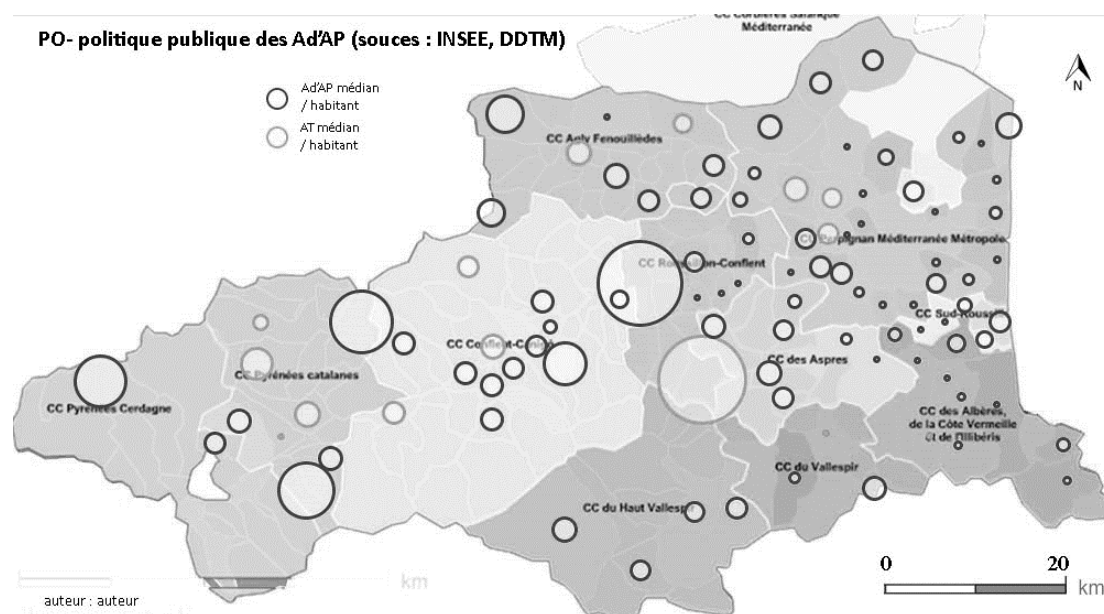 CC Corbières Salanque
Méditerranée
PO- politique publique des Ad'AP (souces : INSEE, DDTM)
Ad'AP médian
/ habitant
AT médian
/ habitant
N
CC Agly Fenouillèdes
CC Perpignan Méditerranée Métropole
CC Roussillon-Conflent
CC Sud-Roussillon
CC Conflent-Canigó
CC des Aspres
CC Pyrénées catalanes
CC Pyrénées Cerdagne
CC des Albères,
de la Côte Vermeille
et de l'Illibéris
CC du Vallespir
CC du Haut Vallespir
0 20
km
km
auteur : auteur